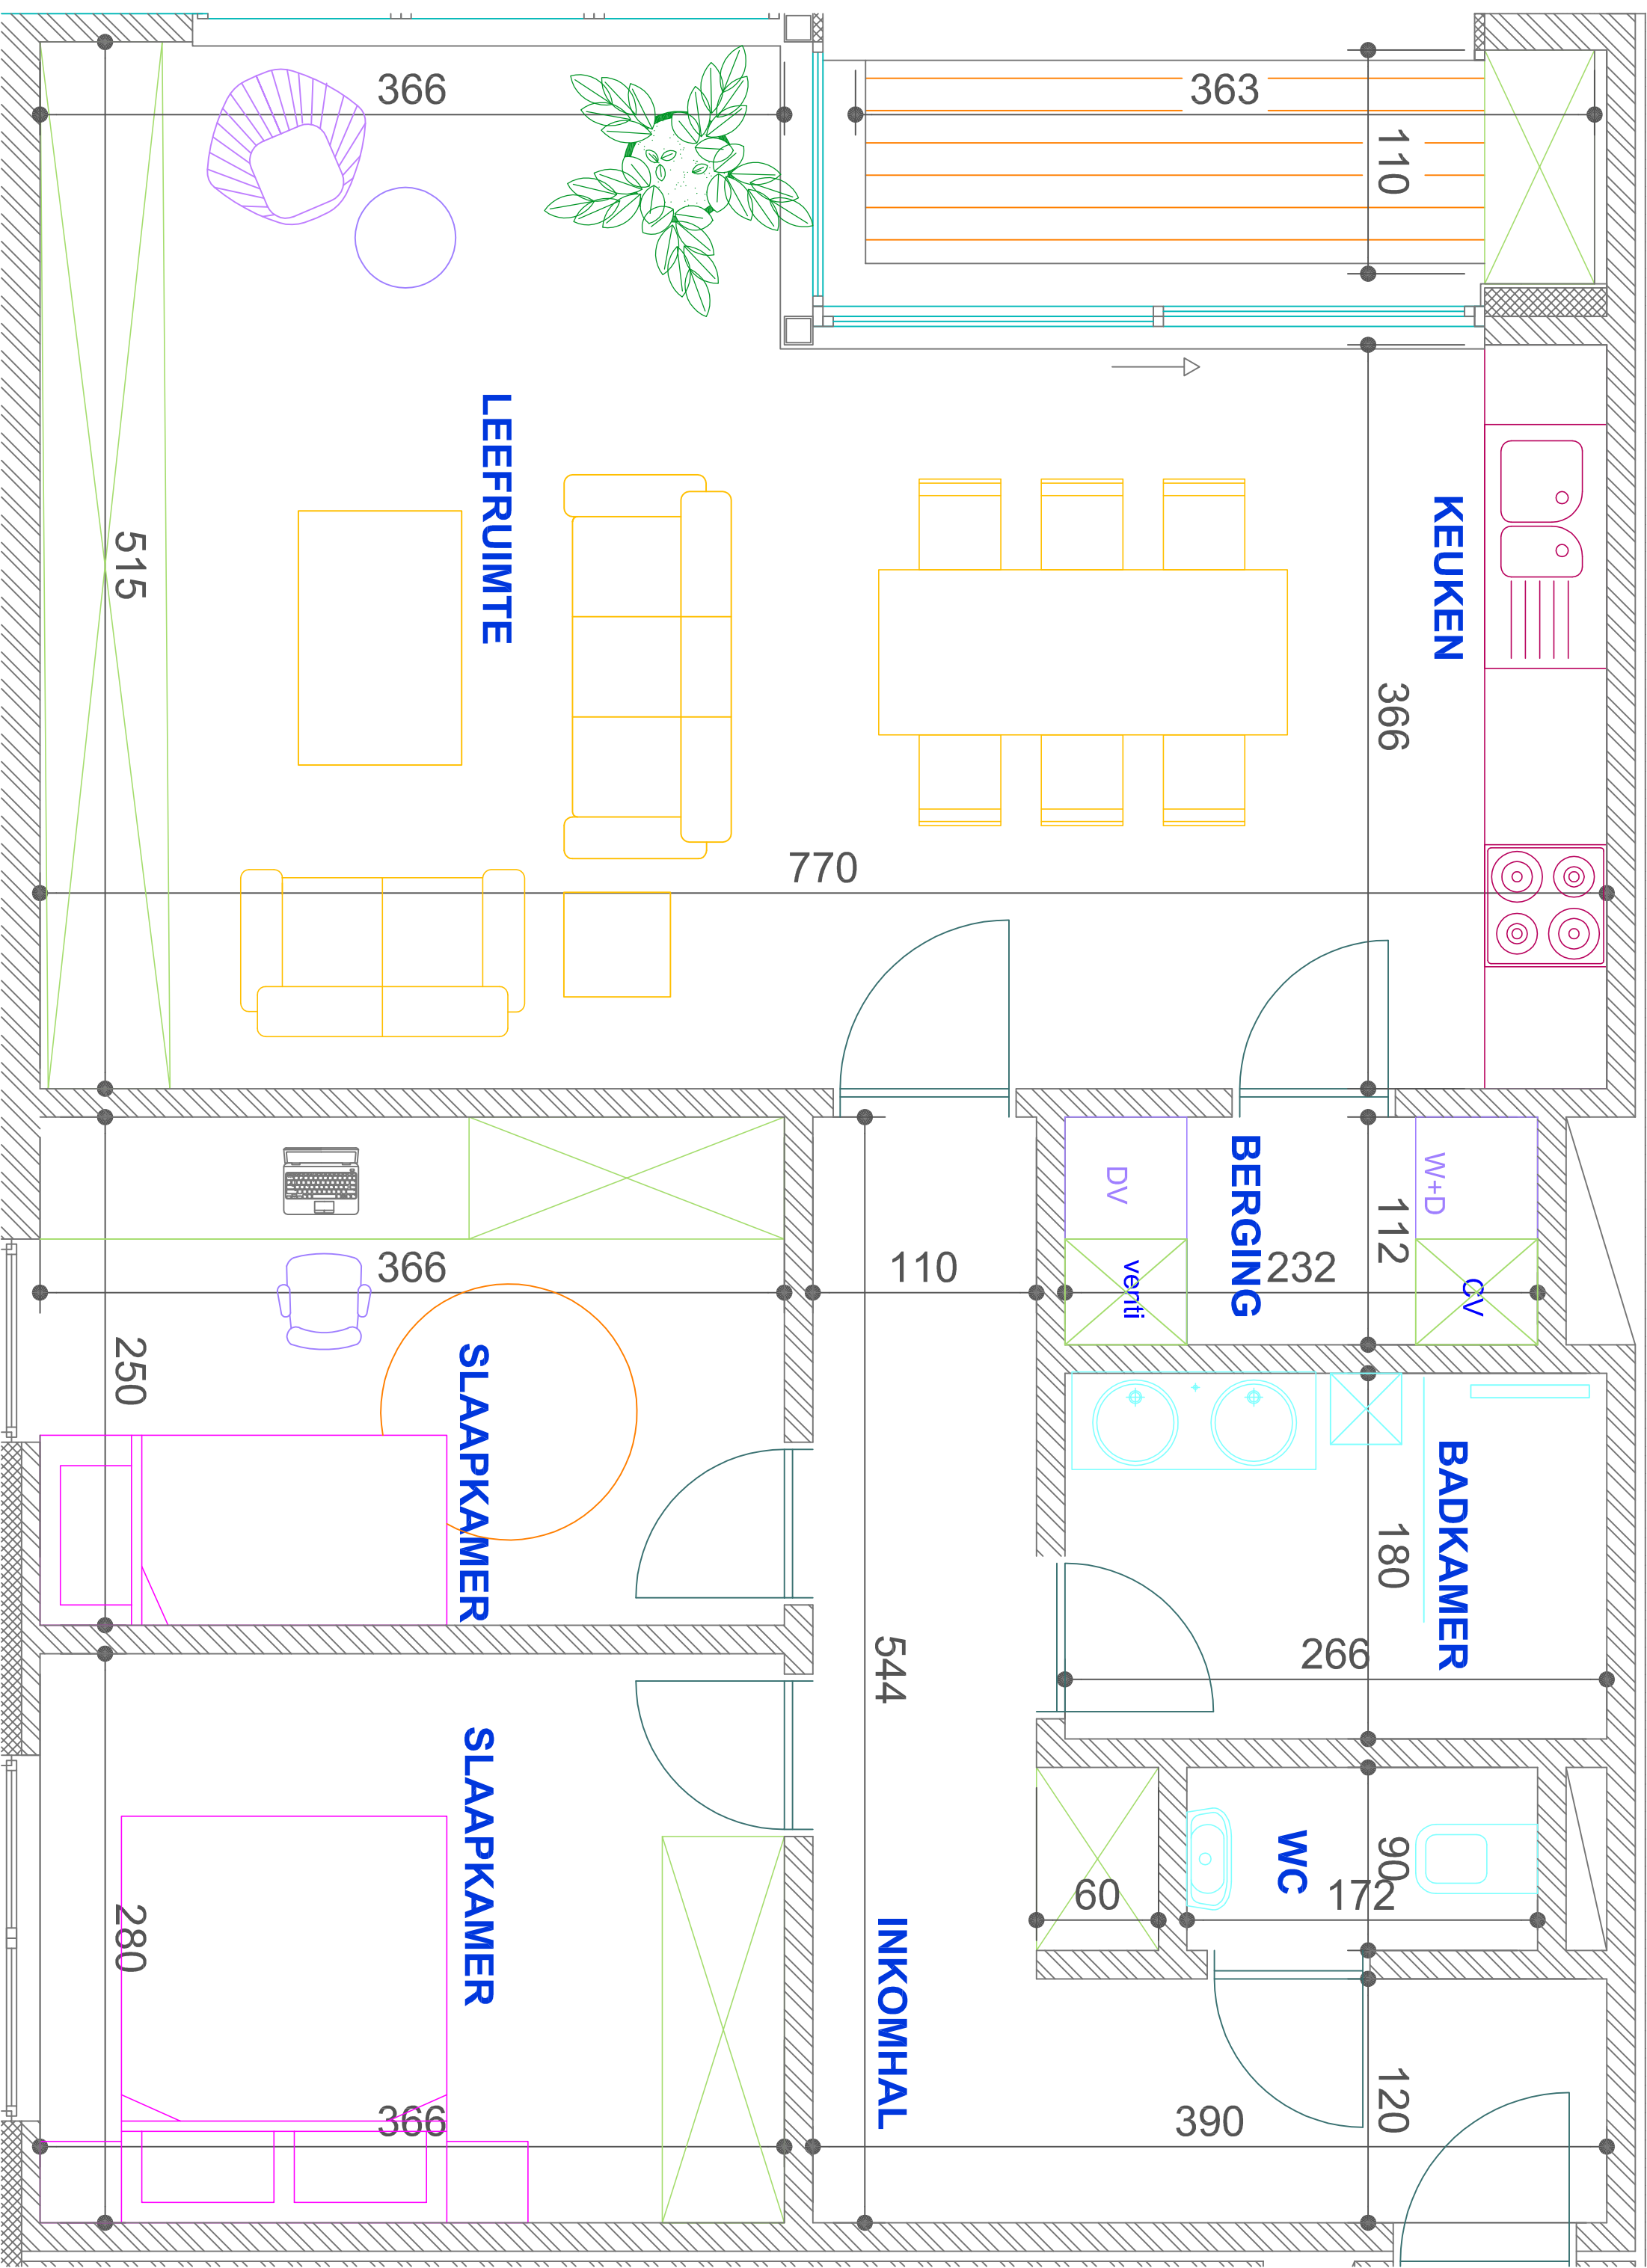 366
363
110
LEEFRUIMTE
KEUKEN
515
366
770
DV
BERGING
W+D
112
366
110
venti
232
CV
250
SLAAPKAMER
BADKAMER
180
544
266
SLAAPKAMER
WC
90
60
172
280
INKOMHAL
366
390
120